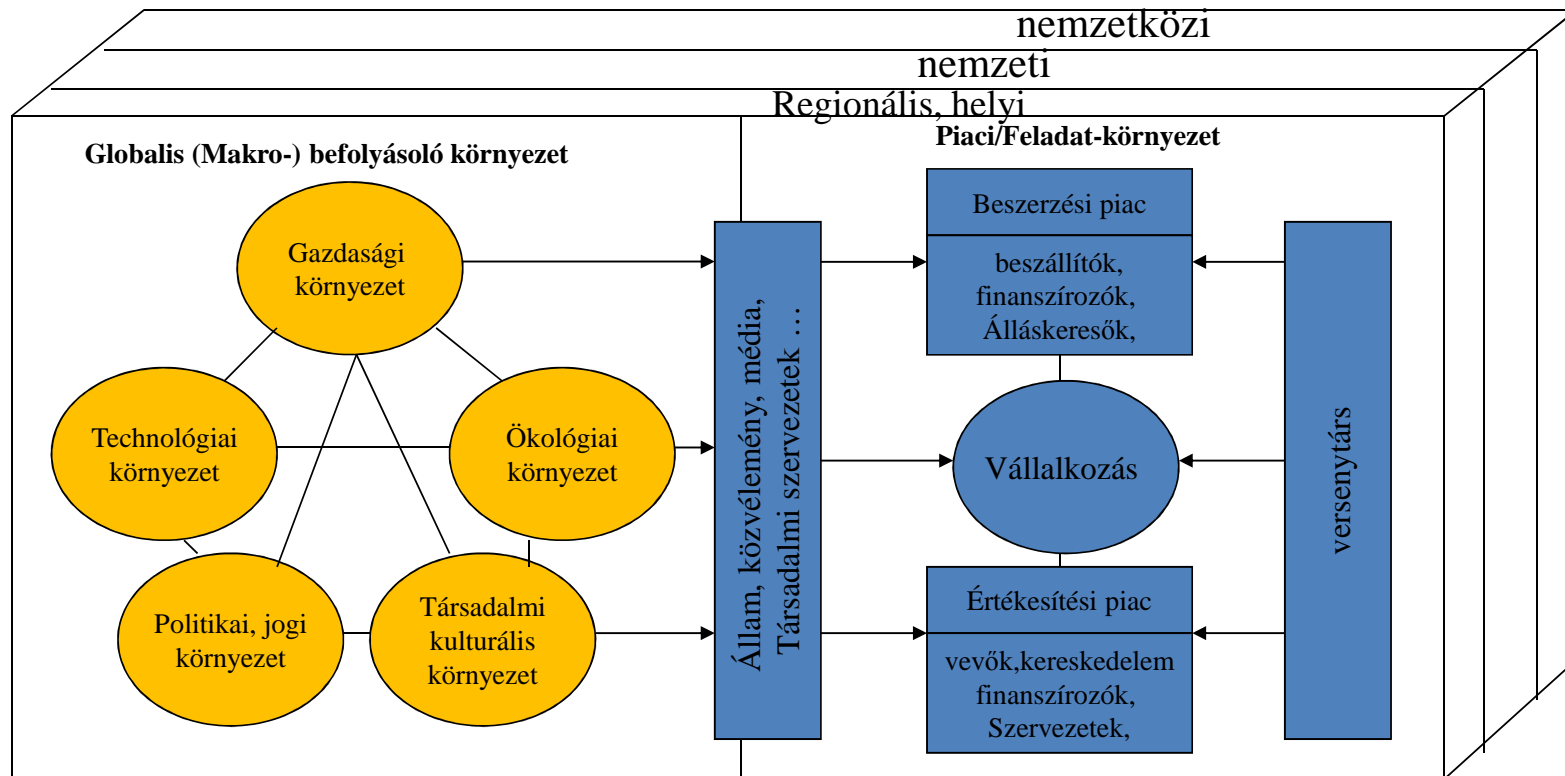 nemzetközi
nemzeti
Regionális, helyi
Globalis (Makro-) befolyásoló környezet
Gazdasági
környezet
Technológiai
környezet
Ökológiai
környezet
Politikai, jogi
környezet
Társadalmi
kulturális
környezet
Állam, közvélemény, média,
Társadalmi szervezetek …
Piaci/Feladat-környezet
Beszerzési piac
beszállítók,
finanszírozók,
Álláskeresők,
Vállalkozás
Értékesítési piac
vevők,kereskedelem
finanszírozók,
Szervezetek,
versenytárs